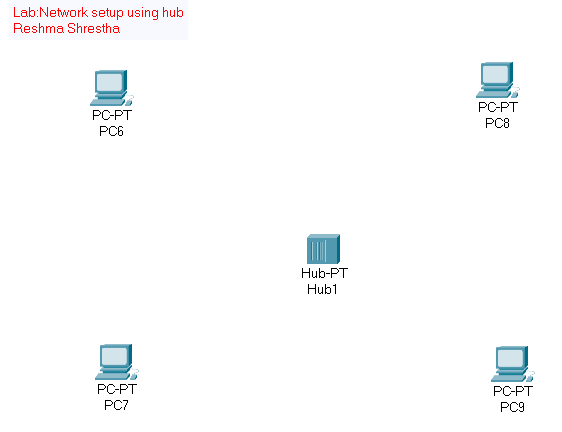 Lab:Network setup using hub
Reshma Shrestha
PC-PT
PC6
PC-PT
PC8
Hub-PT
Hub1
PC-PT
PC7
PC-PT
PC9